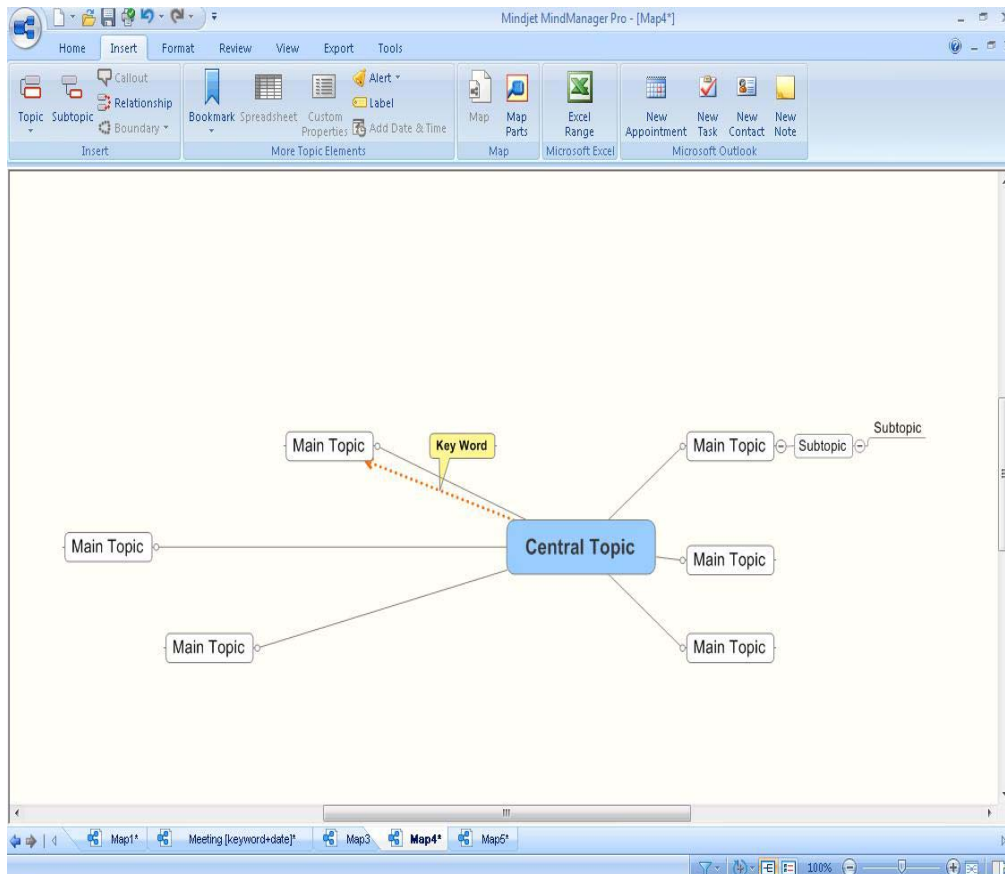 Mindjet MindManager Pro - [Map4*]
Home Insert Format Review View Export Tools
Topic Subtopic Callout
Relationship
Boundary
Insert
Bookmark Spreadsheet Custom Properties Alert
Label
Add Date & Time
More Topic Elements
Map Map Parts
Map
Excel Range
Microsoft Excel
New Appointment New Task New Contact New Note
Microsoft Outlook
Main Topic
Key Word
Main Topic Subtopic Subtopic
Main Topic
Central Topic
Main Topic
Main Topic
Main Topic
Map1* Meeting [keyword+date]* Map3 Map4* Map5*
100%